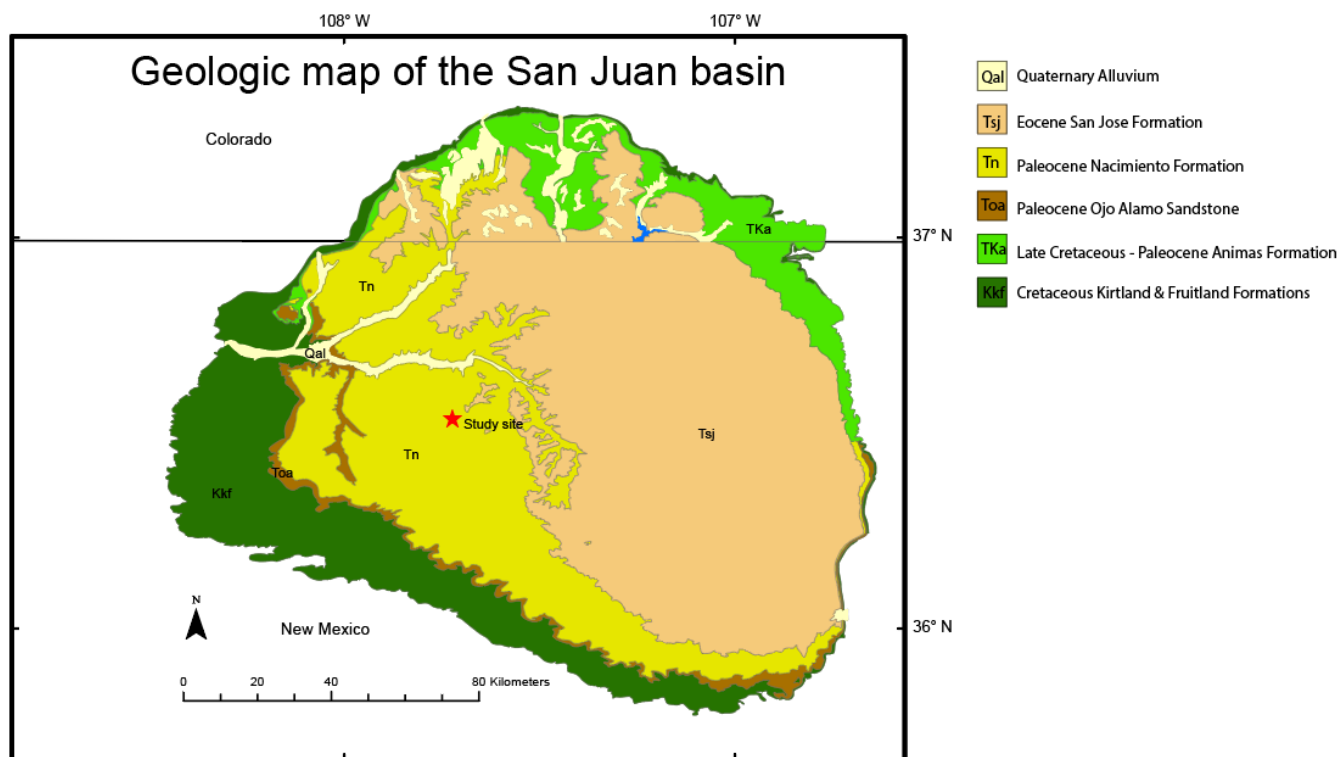 108° W
107° W
Geologic map of the San Juan basin
Colorado
37° N
TKa
Tn
Qal
Study site
Tn
Tsj
Toa
Kkf
36° N
N
New Mexico
0 20 40 60 80 Kilometers
Qal Quaternary Alluvium
Tsj Eocene San Jose Formation
Tn Paleocene Nacimiento Formation
Toa Paleocene Ojo Alamo Sandstone
TKa Late Cretaceous - Paleocene Animas Formation
Kkf Cretaceous Kirtland & Fruitland Formations